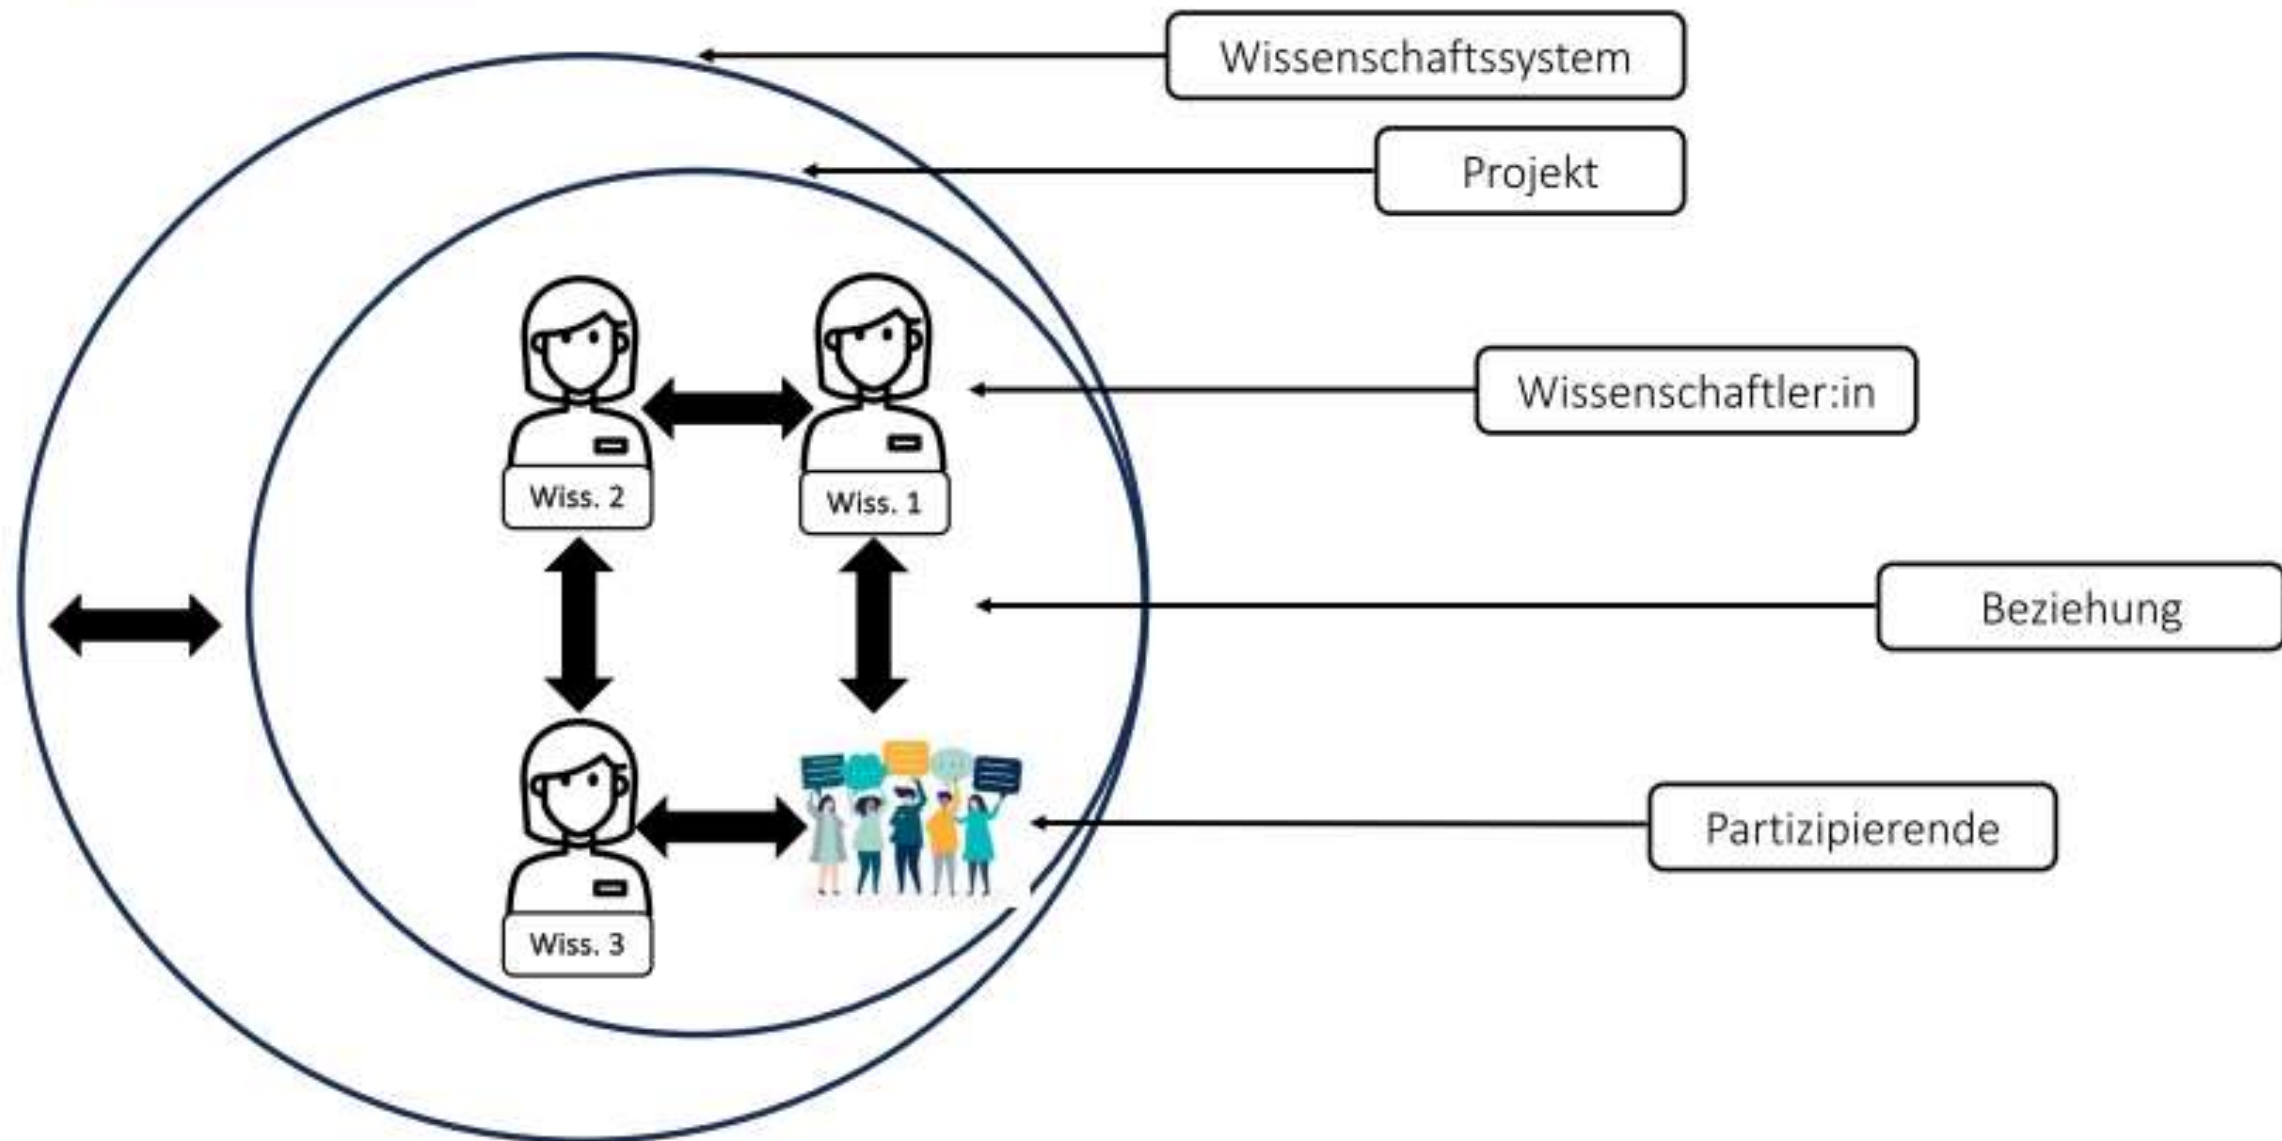 Wissenschaftssystem
Projekt
Wissenschaftler:in
Wiss. 2
Wiss. 1
Beziehung
Partizipierende
Wiss. 3